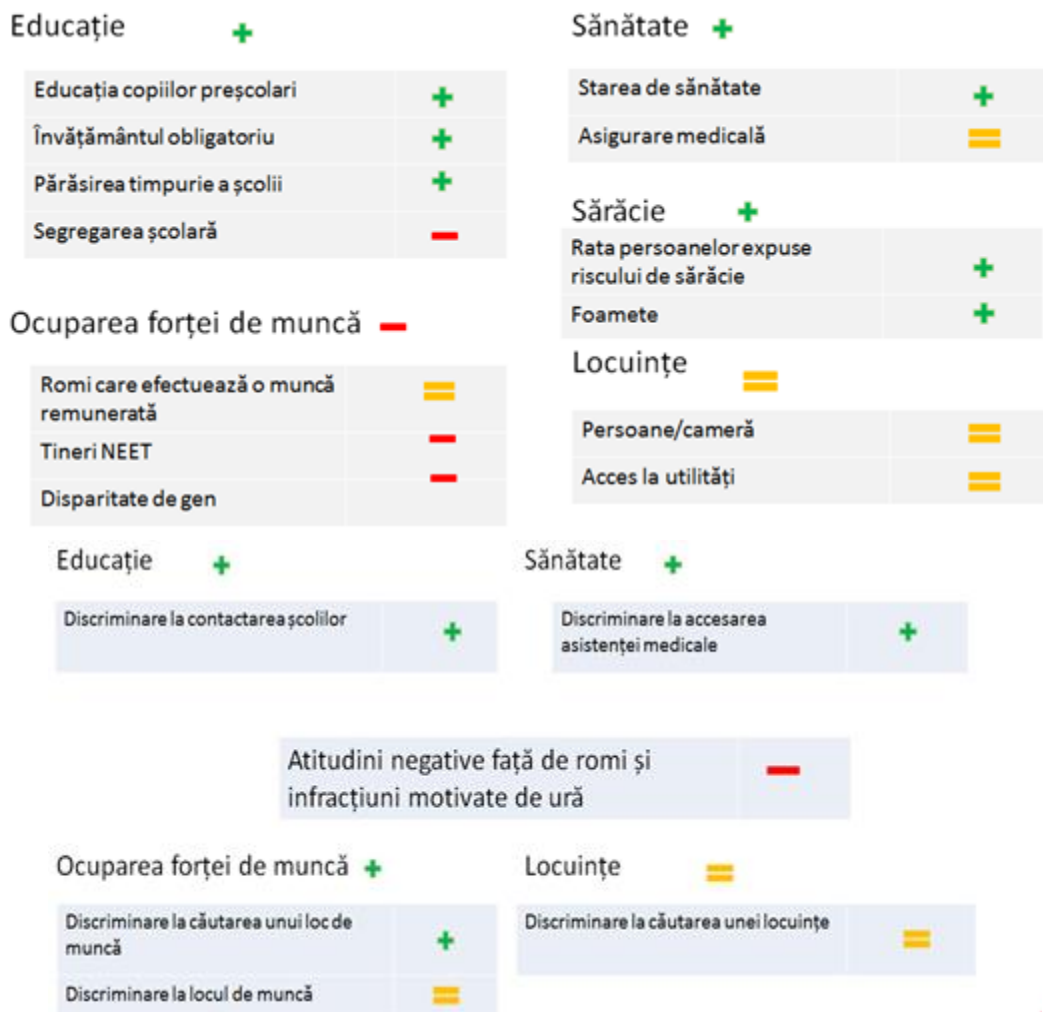 Educație +
Educația copiilor preșcolari +
Învățământul obligatoriu +
Părăsirea timpurie a școlii +
Segregarea școlară −
Ocuparea forței de muncă −
Romi care efectuează o muncă
remunerată =
Tineri NEET −
Disparitate de gen −
Sănătate +
Starea de sănătate +
Asigurare medicală =
Sărăcie +
Rata persoanelor expuse
riscului de sărăcie +
Foamete +
Locuințe =
Persoane/cameră =
Acces la utilități =
Educație +
Discriminare la contactarea școlilor +
Sănătate +
Discriminare la accesarea
asistenței medicale +
Atitudini negative față de romi și
infracțiuni motivate de ură −
Ocuparea forței de muncă +
Discriminare la căutarea unui loc de
muncă +
Discriminare la locul de muncă =
Locuințe =
Discriminare la căutarea unei locuințe =